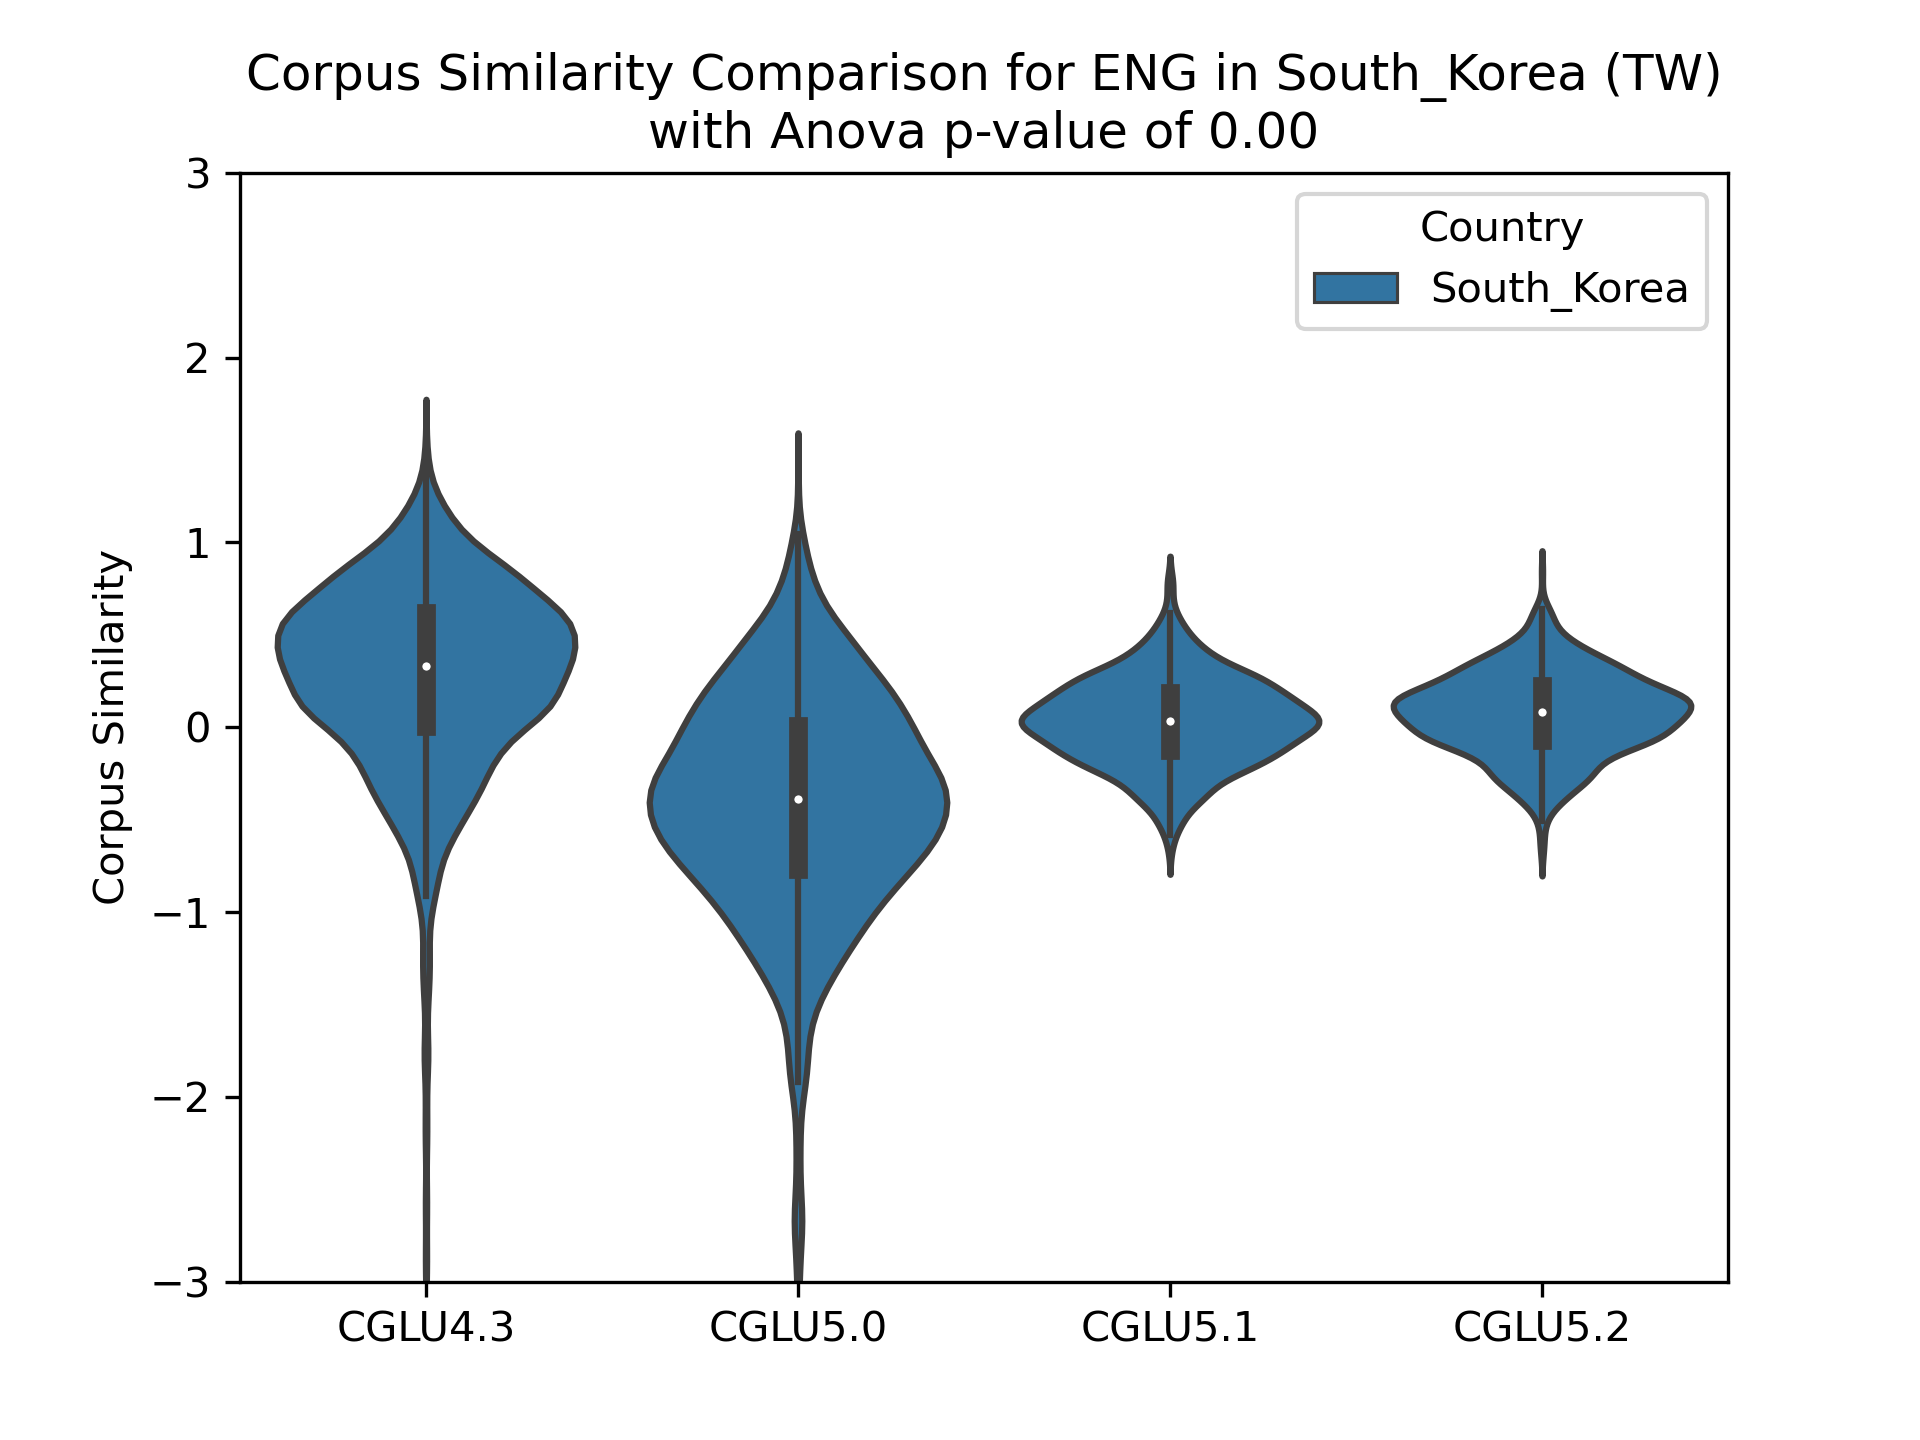 Corpus Similarity Comparison for ENG in South_Korea (TW)
with Anova p-value of 0.00
Country
South_Korea
Corpus Similarity
3
2
1
0
−1
−2
−3
CGLU4.3
CGLU5.0
CGLU5.1
CGLU5.2